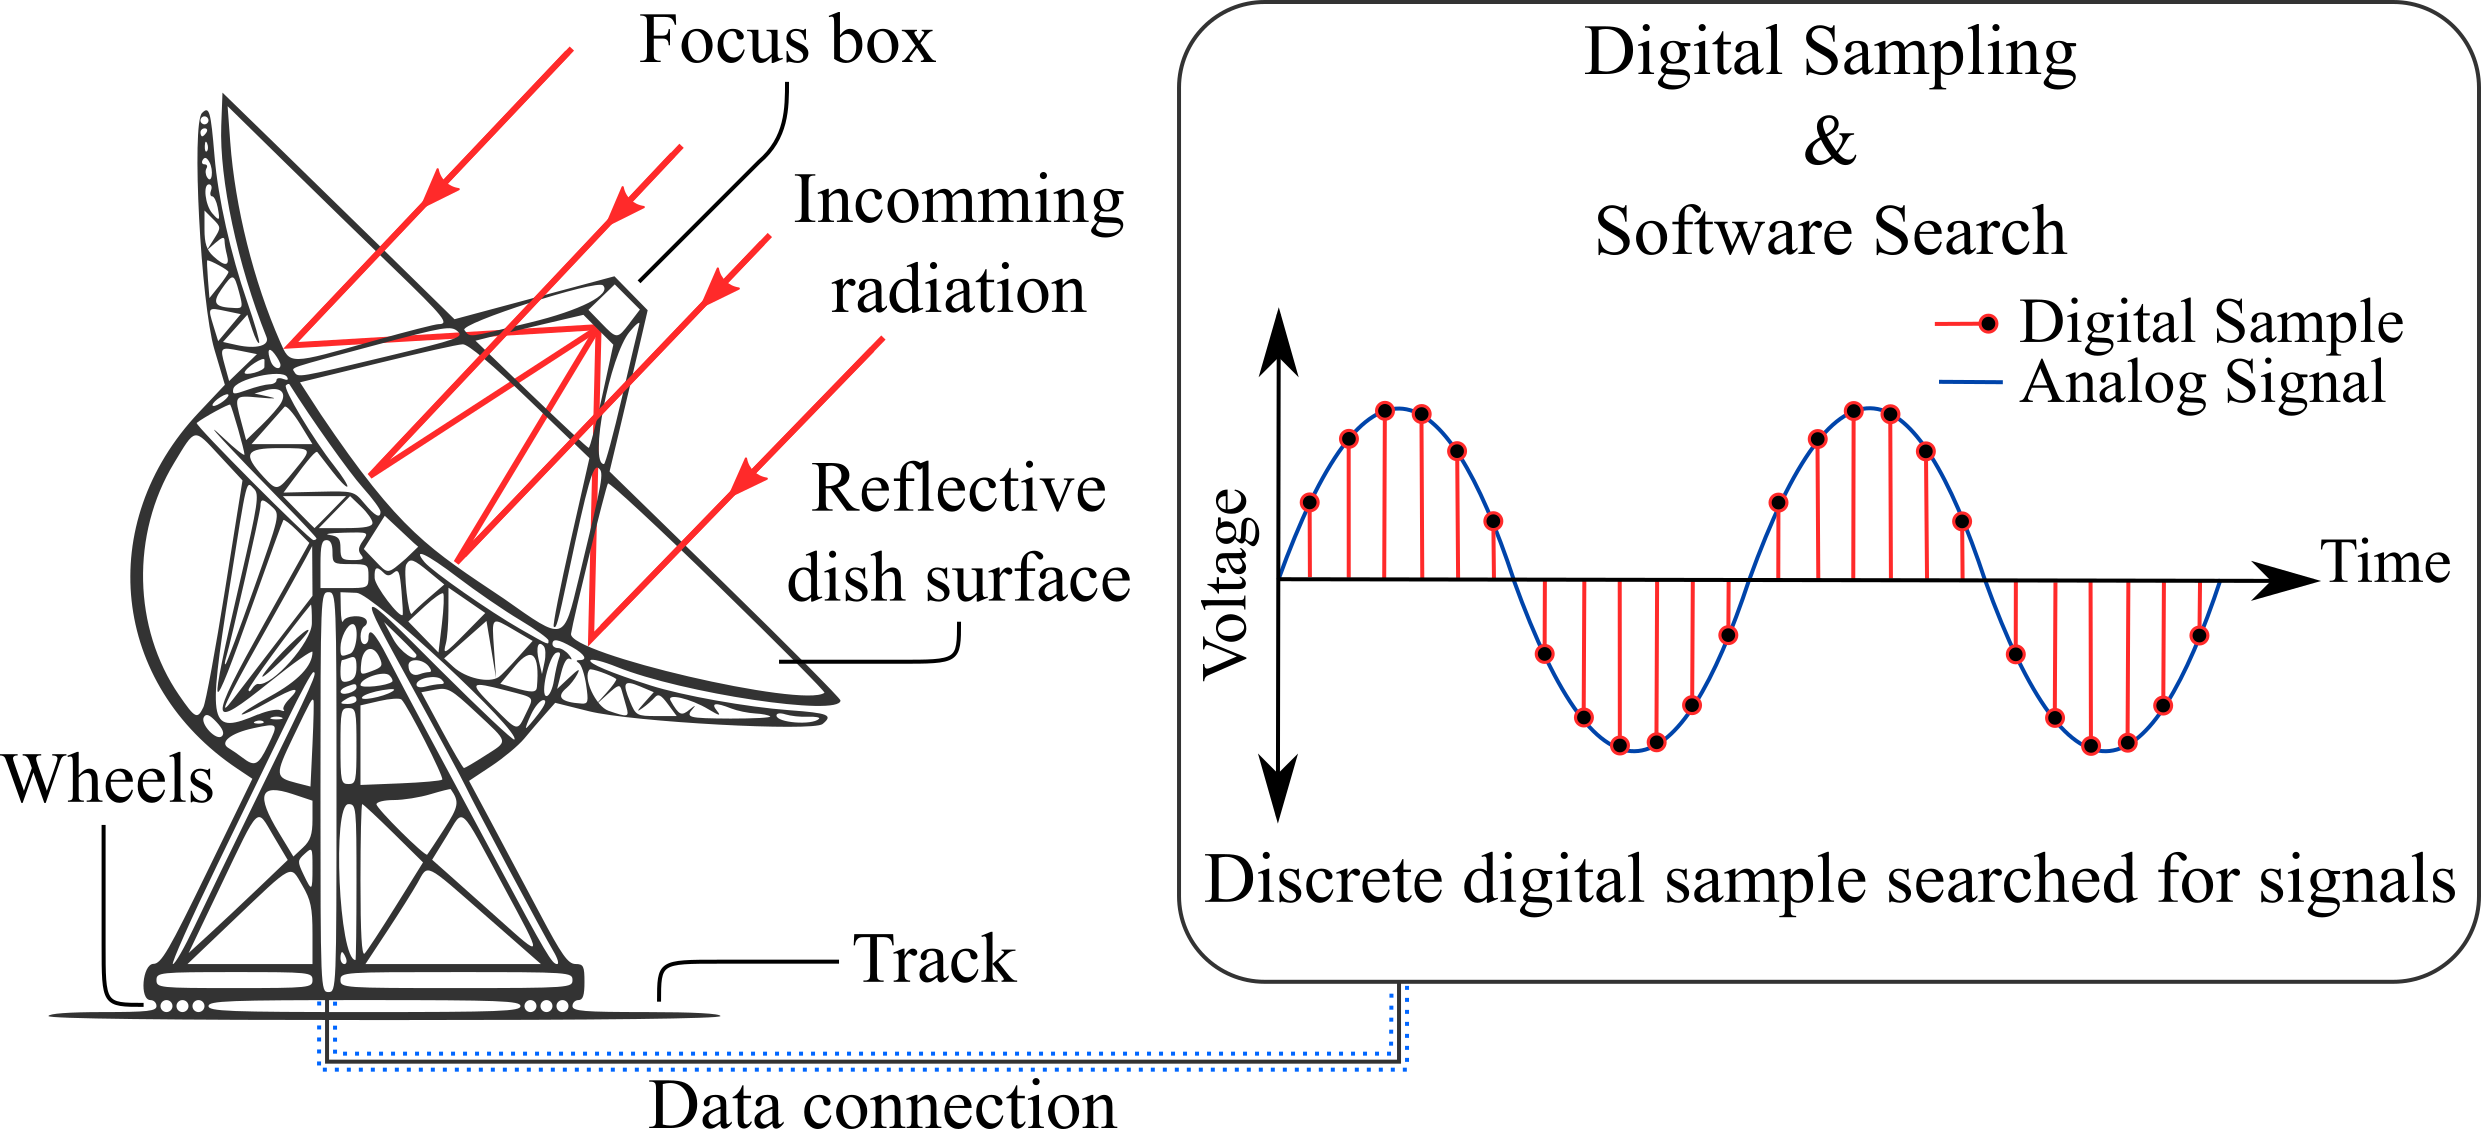 Focus box
Incomming
radiation
Reflective
dish surface
Wheels
Track
Data connection
Digital Sampling
&
Software Search
Digital Sample
Analog Signal
Voltage
Time
Discrete digital sample searched for signals